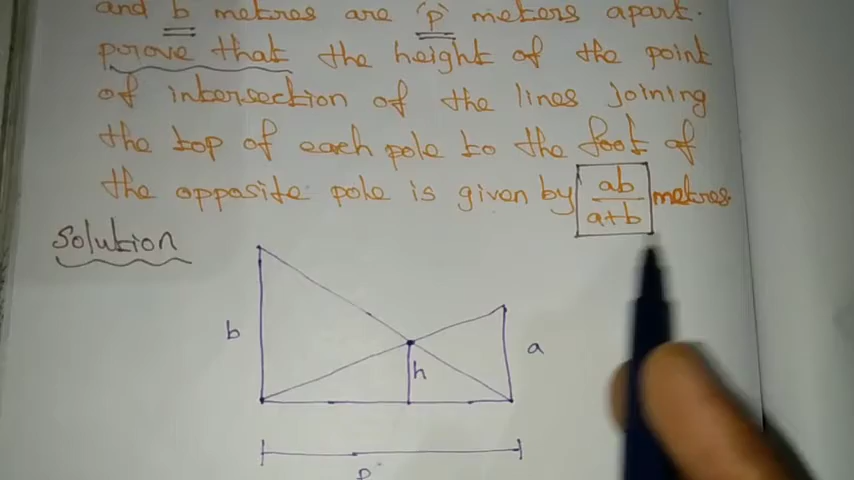 and b metres are 'p' meters apart.
prove that the height of the point
of intersection of the lines joining
the top of each pole to the foot of
the opposite pole is given by ab/a+b metres.
Solution
b
a
h
p